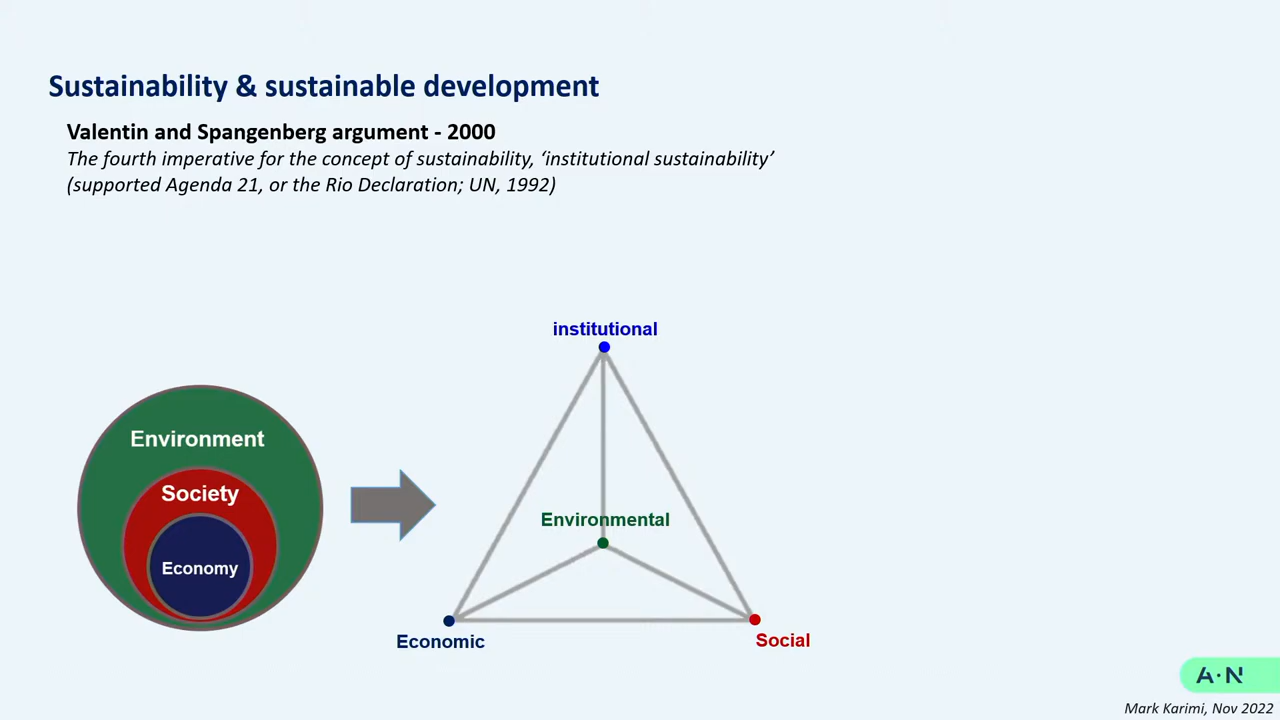 Sustainability & sustainable development
Valentin and Spangenberg argument - 2000
The fourth imperative for the concept of sustainability, ‘institutional sustainability’
(supported Agenda 21, or the Rio Declaration; UN, 1992)
institutional
Environment
Society
Economy
Environmental
Economic
Social
A·N
Mark Karimi, Nov 2022